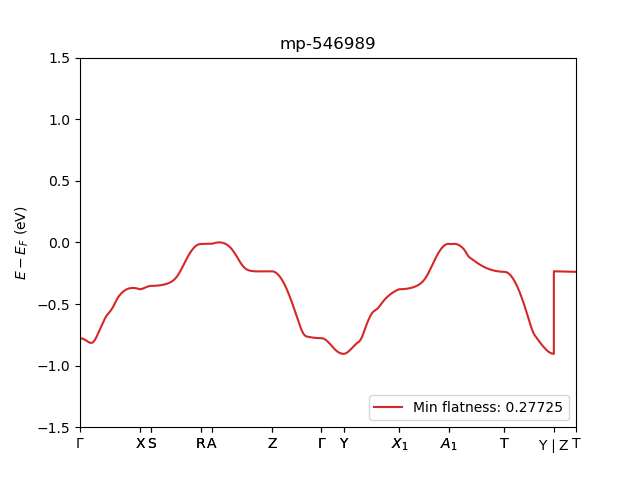 mp-546989
E − E_F (eV)
1.5
1.0
0.5
0.0
−0.5
−1.0
−1.5
Min flatness: 0.27725
Γ X S R A Z Γ Y X₁ A₁ T Y | Z T